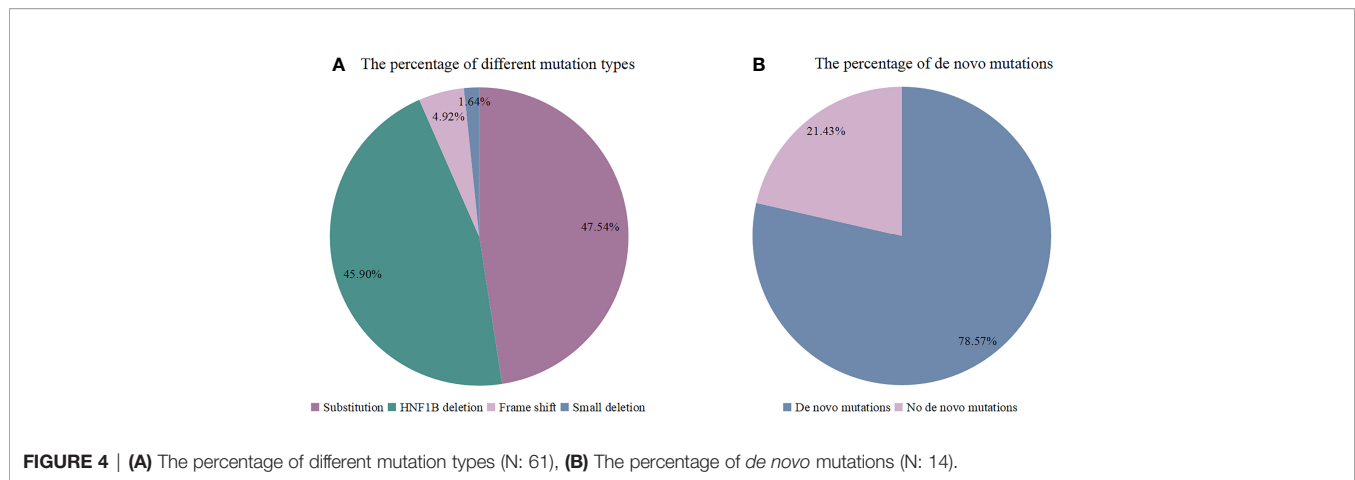 A The percentage of different mutation types
1.64%
4.92%
47.54%
45.90%
Substitution HNF1B deletion Frame shift Small deletion
B The percentage of de novo mutations
21.43%
78.57%
De novo mutations No de novo mutations
FIGURE 4 | (A) The percentage of different mutation types (N: 61), (B) The percentage of de novo mutations (N: 14).